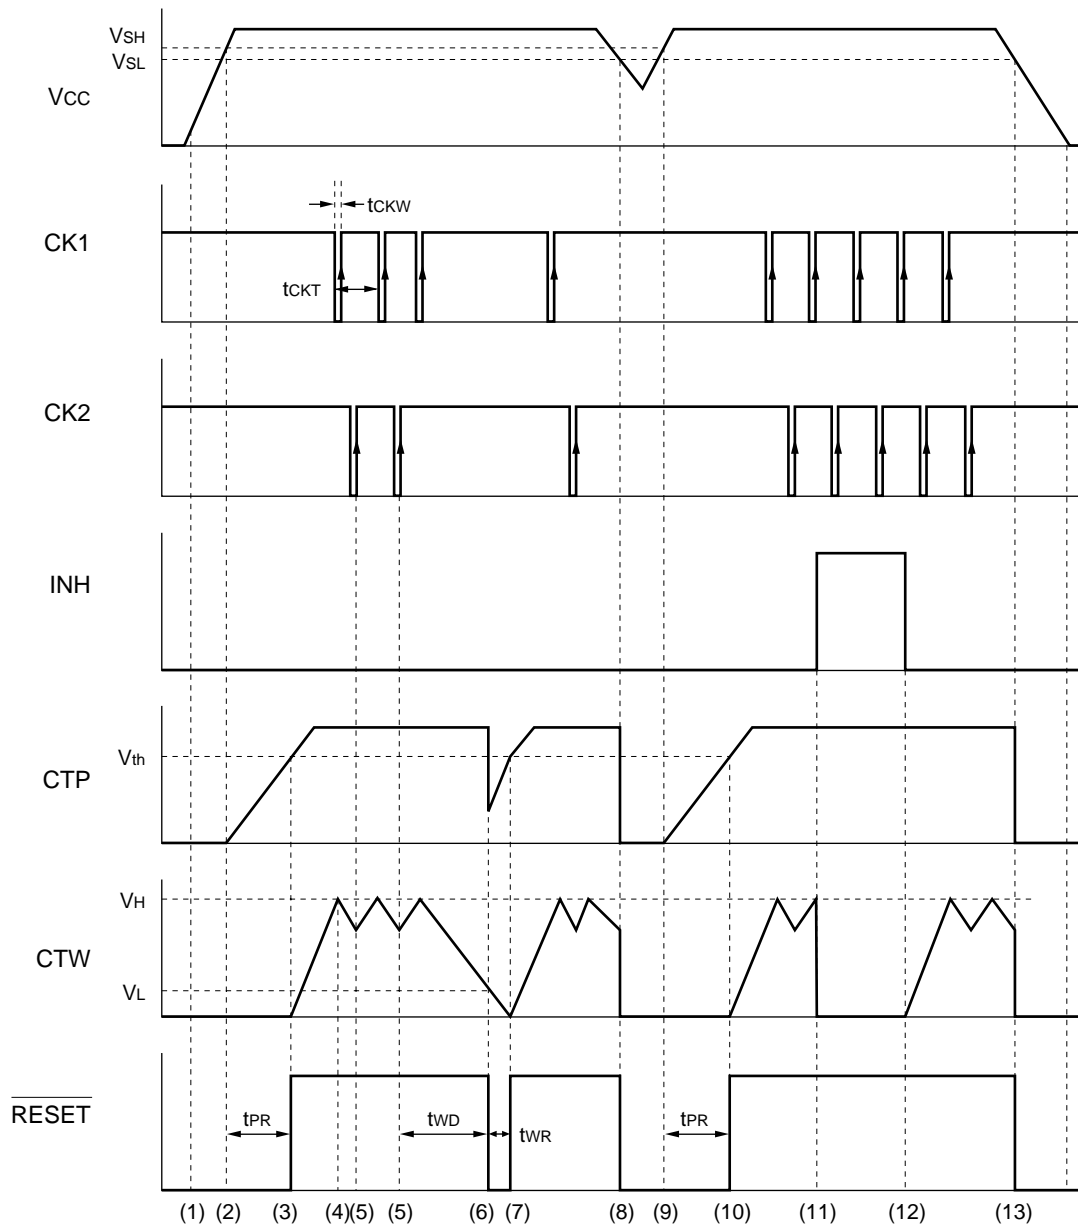 VSH
VSL
VCC
tCKW
CK1
tCKT
CK2
INH
Vth
CTP
VH
CTW
VL
RESET
tPR
tWD
tWR
tPR
(1) (2) (3) (4) (5) (5) (6) (7) (8) (9) (10) (11) (12) (13)